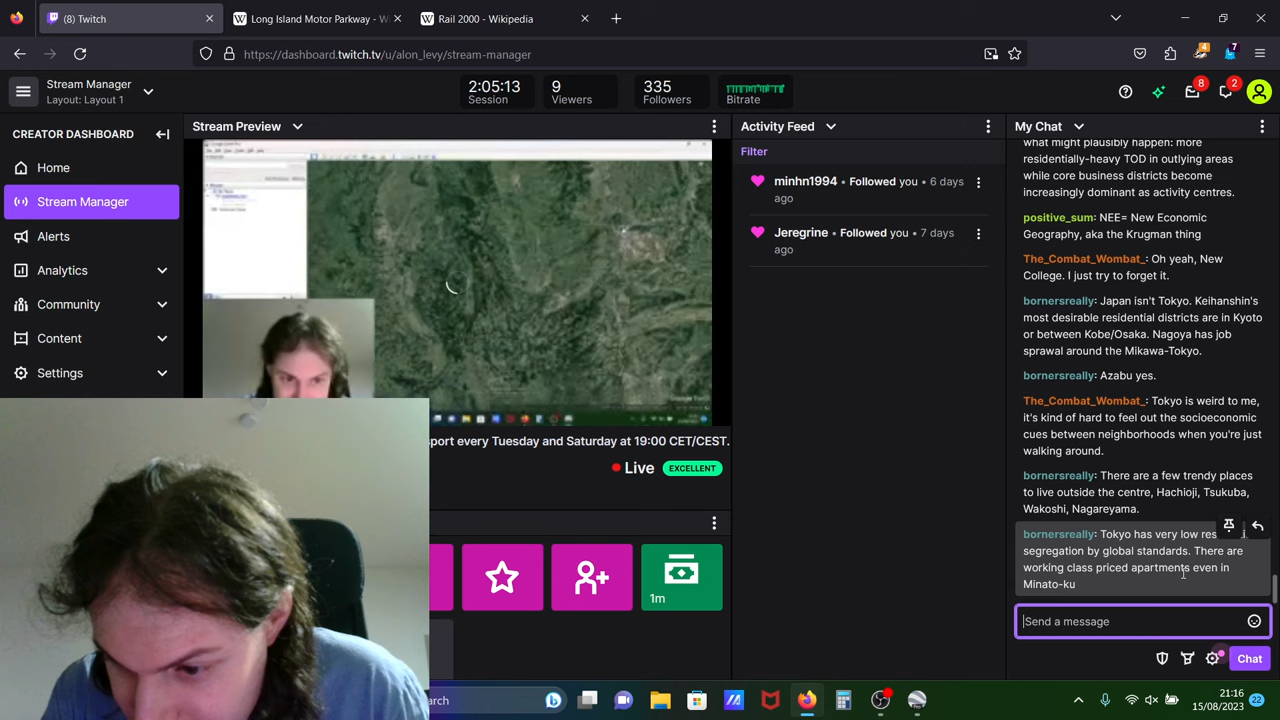 (8) Twitch
Long Island Motor Parkway - Wi
Rail 2000 - Wikipedia
https://dashboard.twitch.tv/u/alon_levy/stream-manager
4
7
Stream Manager
Layout: Layout 1
2:05:13
Session
9
Viewers
335
Followers
Bitrate
8
2
CREATOR DASHBOARD
Home
Stream Manager
Alerts
Analytics
Community
Content
Settings
Stream Preview
sport every Tuesday and Saturday at 19:00 CET/CEST.
Live
EXCELLENT
1m
Activity Feed
Filter
minhn1994 • Followed you • 6 days
ago
Jeregrine • Followed you • 7 days
ago
My Chat
what might plausibly happen: more
residentially-heavy TOD in outlying areas
while core business districts become
increasingly dominant as activity centres.
positive_sum: NEE= New Economic
Geography, aka the Krugman thing
The_Combat_Wombat_: Oh yeah, New
College. I just try to forget it.
bornersreally: Japan isn't Tokyo. Keihanshin's
most desirable residential districts are in Kyoto
or between Kobe/Osaka. Nagoya has job
sprawl around the Mikawa-Tokyo.
bornersreally: Azabu yes.
The_Combat_Wombat_: Tokyo is weird to me,
it's kind of hard to feel out the socioeconomic
cues between neighborhoods when you're just
walking around.
bornersreally: There are a few trendy places
to live outside the centre, Hachioji, Tsukuba,
Wakoshi, Nagareyama.
bornersreally: Tokyo has very low res
segregation by global standards. There are
working class priced apartments even in
Minato-ku
Send a message
Chat
earch
21:16
15/08/2023
22